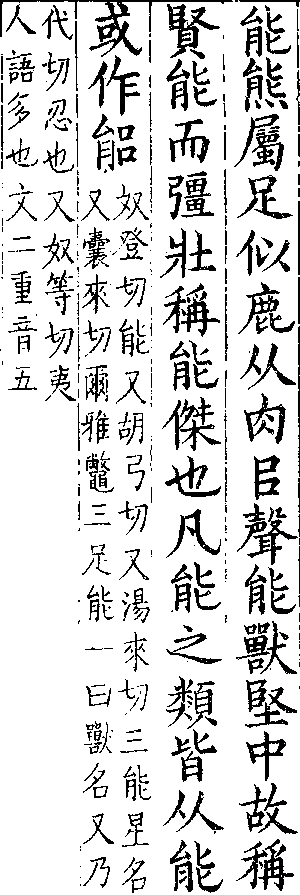 能熊屬足似鹿从肉㠯聲能獸堅中故稱
賢能而彊壯稱能傑也凡能之類皆从能
或作䏻
奴登切能又胡弓切又湯來切三能星名
又囊來切爾雅鼈三足能一曰獸名又乃
代切忍也又奴等切夷
人語多也文二重音五